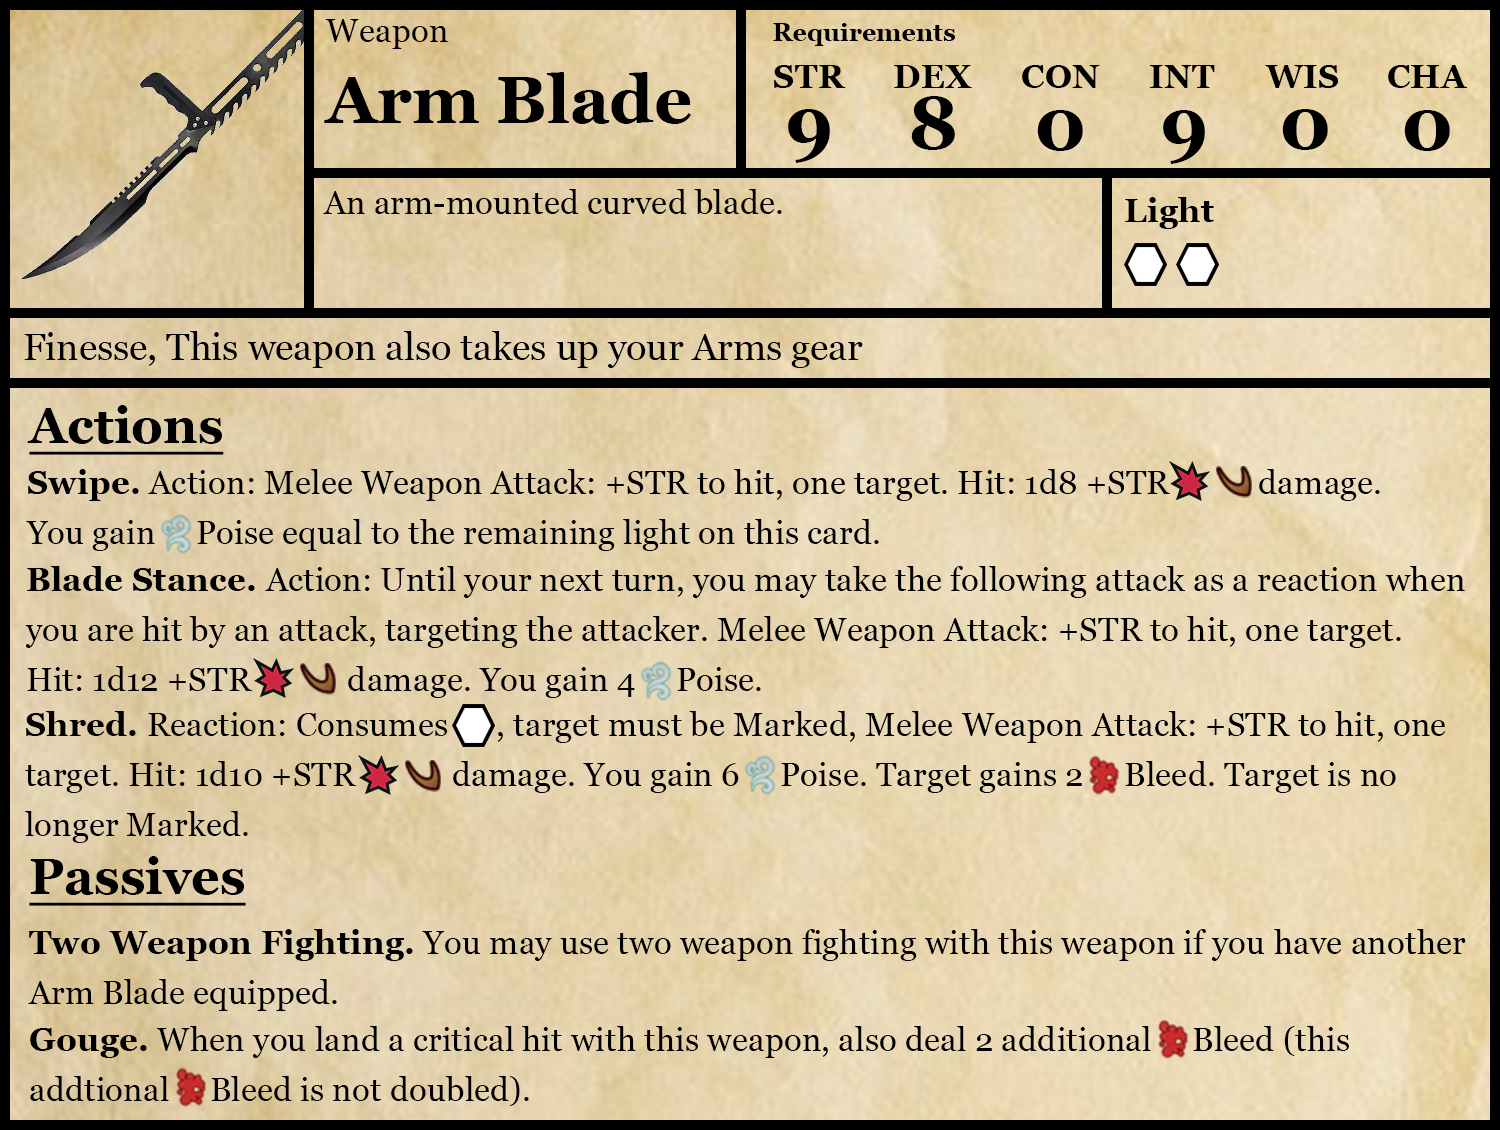 Weapon
Arm Blade
Requirements
STR DEX CON INT WIS CHA
9 8 0 9 0 0
An arm-mounted curved blade.
Light
Finesse, This weapon also takes up your Arms gear
Actions
Swipe. Action: Melee Weapon Attack: +STR to hit, one target. Hit: 1d8 +STR damage.
You gain Poise equal to the remaining light on this card.
Blade Stance. Action: Until your next turn, you may take the following attack as a reaction when
you are hit by an attack, targeting the attacker. Melee Weapon Attack: +STR to hit, one target.
Hit: 1d12 +STR damage. You gain 4 Poise.
Shred. Reaction: Consumes , target must be Marked, Melee Weapon Attack: +STR to hit, one
target. Hit: 1d10 +STR damage. You gain 6 Poise. Target gains 2 Bleed. Target is no
longer Marked.
Passives
Two Weapon Fighting. You may use two weapon fighting with this weapon if you have another
Arm Blade equipped.
Gouge. When you land a critical hit with this weapon, also deal 2 additional Bleed (this
addtional Bleed is not doubled).